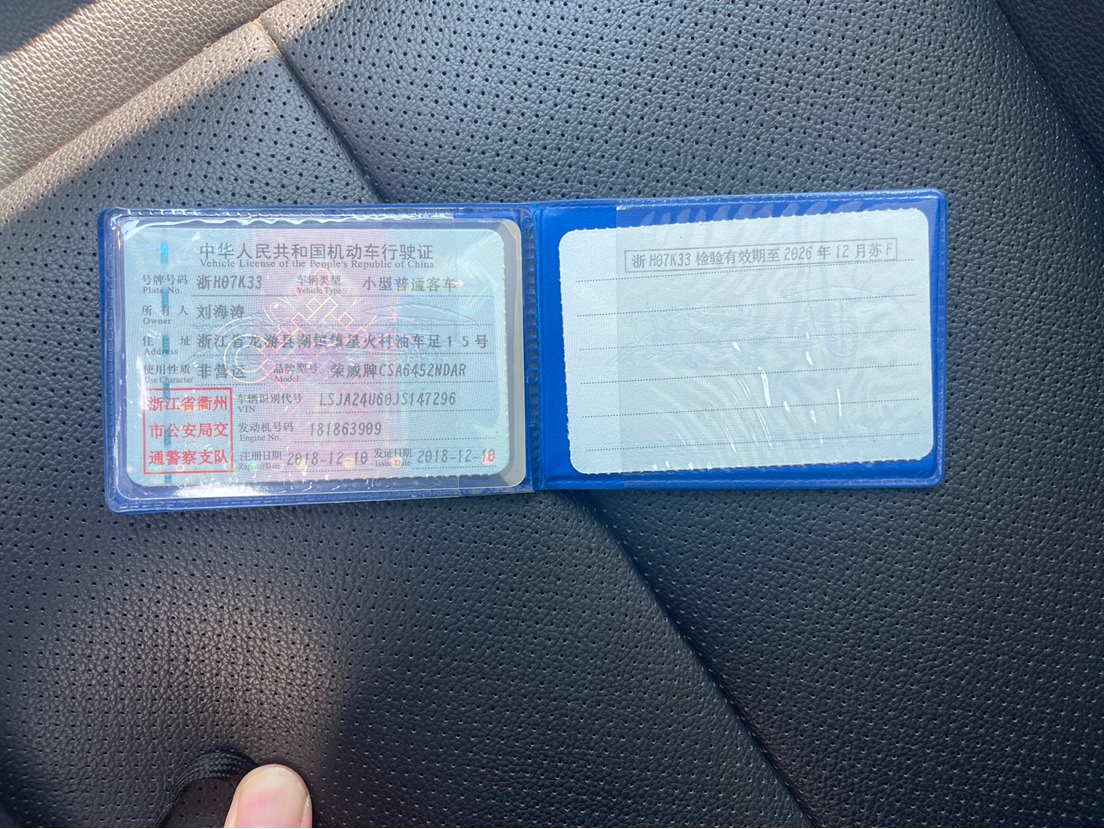 中华人民共和国机动车行驶证
Vehicle License of the People's Republic of China
号牌号码 浙H07K33 车辆类型 小型普通客车
Plate No. Vehicle Type
所有人 刘海涛
Owner
住址 浙江省龙游县湖镇镇星火村油车足15号
Address
使用性质 非营运 品牌型号 荣威牌CSA6452NDAR
Use Character Model
浙江省衢州
市公安局交
通警察支队
车辆识别代号 LSJA24U60JS147296
VIN
发动机号码 181863909
Engine No.
注册日期 2018-12-10 发证日期 2018-12-10
Register Date Issue Date
浙H07K33 检验有效期至2026年12月苏F